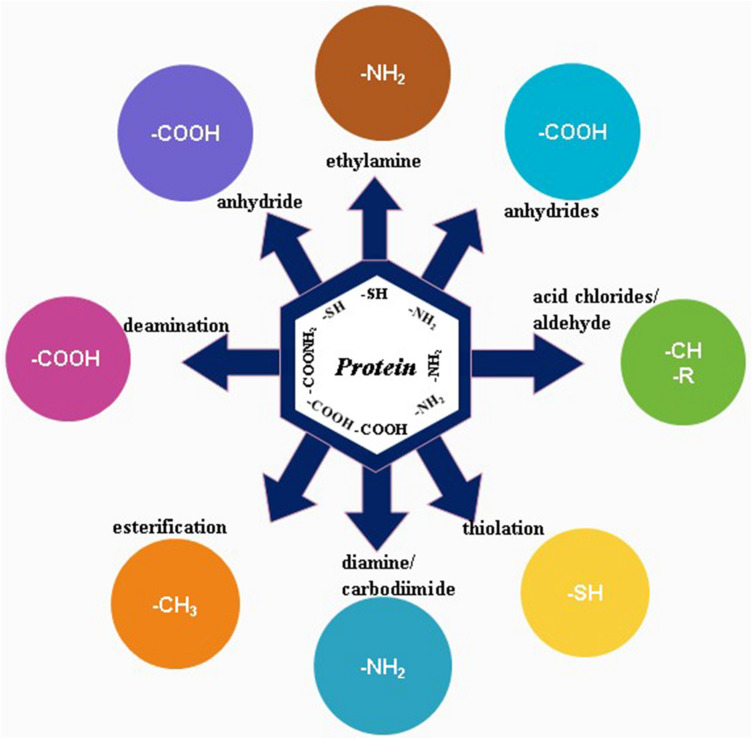 -NH₂
-COOH
-COOH
ethylamine
anhydride
anhydrides
-SH
-SH
-NH₂
acid chlorides/
aldehyde
deamination
-COOH
-COONH₂
Protein
-NH₂
-CH
-R
-COOH
-NH₂
-COOH
esterification
thiolation
diamine/
carbodiimide
-CH₃
-SH
-NH₂